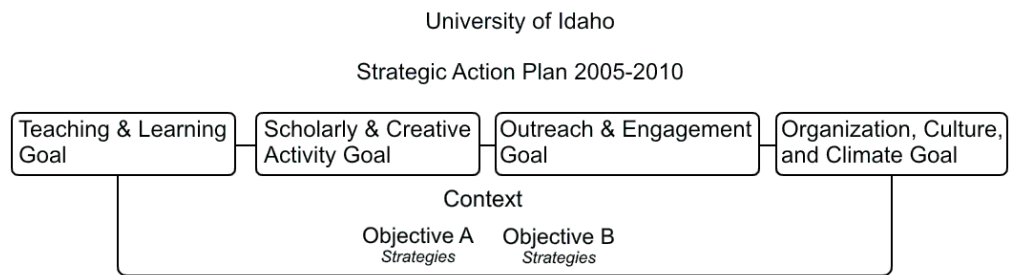 University of Idaho
Strategic Action Plan 2005-2010
Teaching & Learning
Goal
Scholarly & Creative
Activity Goal
Outreach & Engagement
Goal
Organization, Culture,
and Climate Goal
Context
Objective A
Strategies
Objective B
Strategies